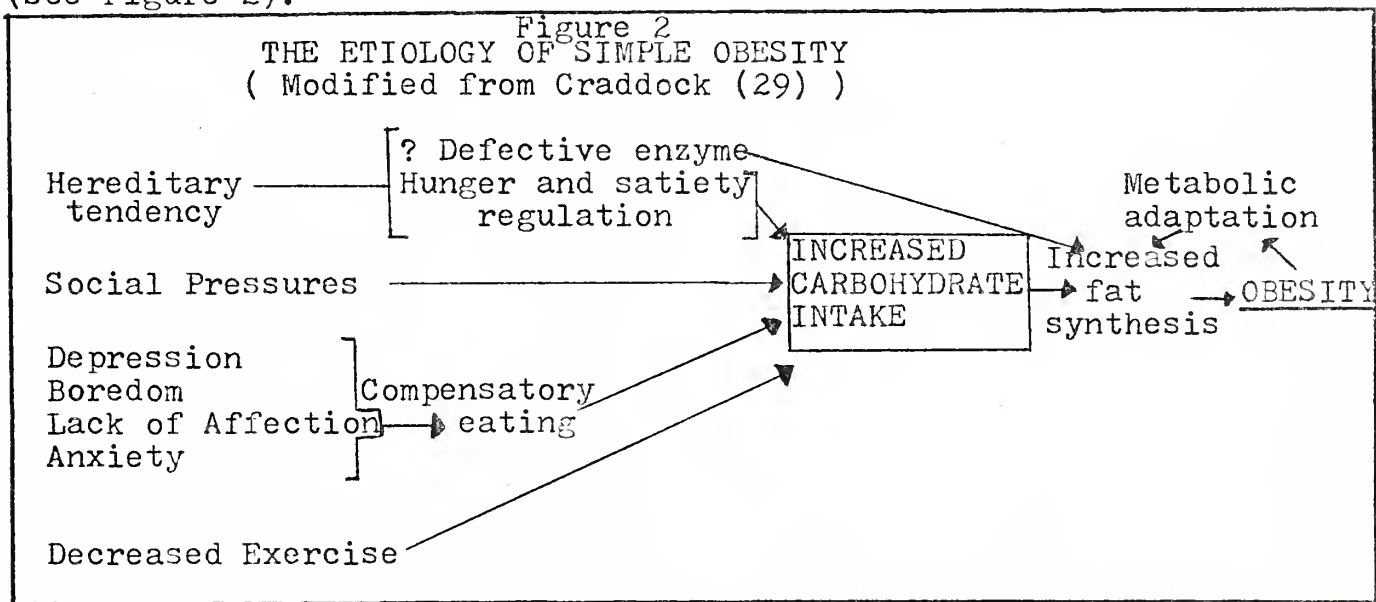 (See Figure 2).
Figure 2
THE ETIOLOGY OF SIMPLE OBESITY
( Modified from Craddock (29) )
Hereditary
tendency
? Defective enzyme
Hunger and satiety
regulation
Social Pressures
Depression
Boredom
Lack of Affection
Anxiety
Compensatory
eating
Decreased Exercise
INCREASED
CARBOHYDRATE
INTAKE
Metabolic
adaptation
Increased
fat
synthesis
OBESITY